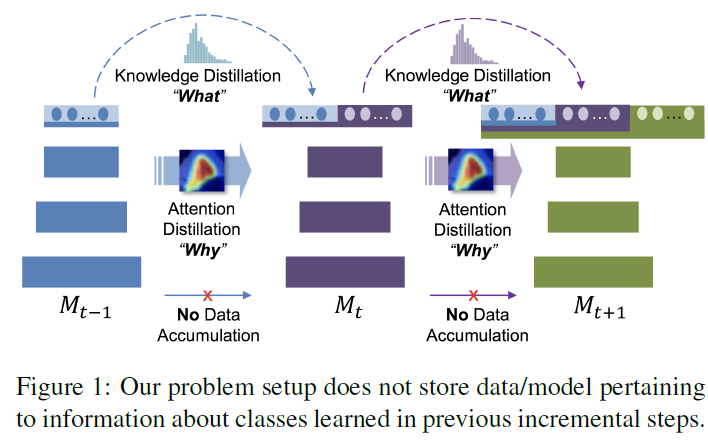 Knowledge Distillation
"What"
Knowledge Distillation
"What"
...
... ...
... ... ...
Attention
Distillation
"Why"
Attention
Distillation
"Why"
M_{t-1}
X
No Data
Accumulation
M_t
X
No Data
Accumulation
M_{t+1}
Figure 1: Our problem setup does not store data/model pertaining
to information about classes learned in previous incremental steps.